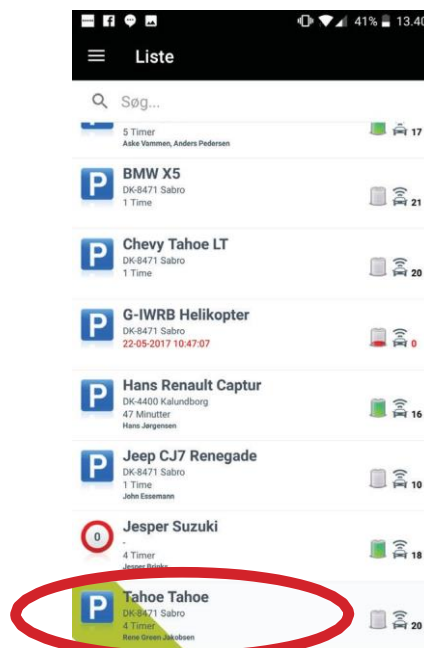 41% 13.40
Liste
Søg...
5 Timer
Aske Vammen, Anders Pedersen
17
P
BMW X5
DK-8471 Sabro
1 Time
21
P
Chevy Tahoe LT
DK-8471 Sabro
1 Time
20
P
G-IWRB Helikopter
DK-8471 Sabro
22-05-2017 10:47:07
0
P
Hans Renault Captur
DK-4400 Kalundborg
47 Minutter
Hans Jørgensen
16
P
Jeep CJ7 Renegade
DK-8471 Sabro
1 Time
John Essemann
10
0
Jesper Suzuki
-
4 Timer
Jesper Brinks
18
P
Tahoe Tahoe
DK-8471 Sabro
4 Timer
Rene Green Jakobsen
20